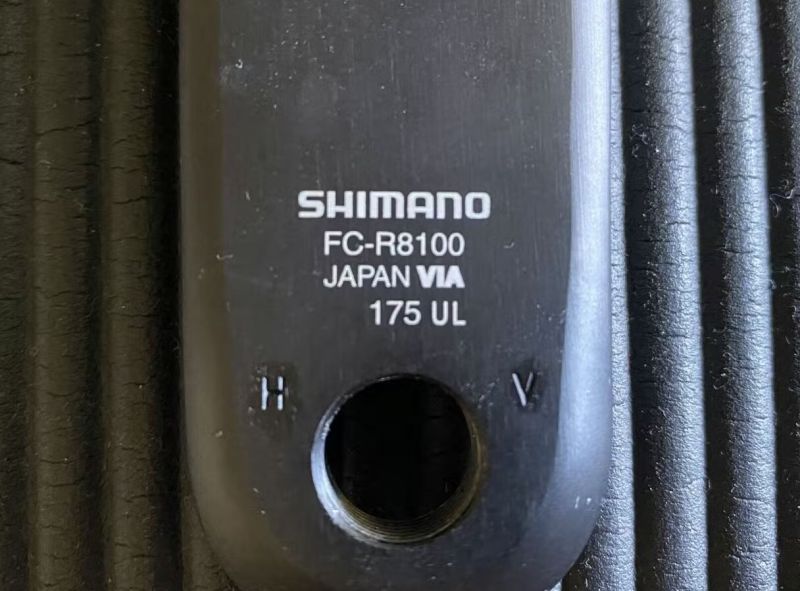 SHIMANO
FC-R8100
JAPAN VIA
175 UL
H V